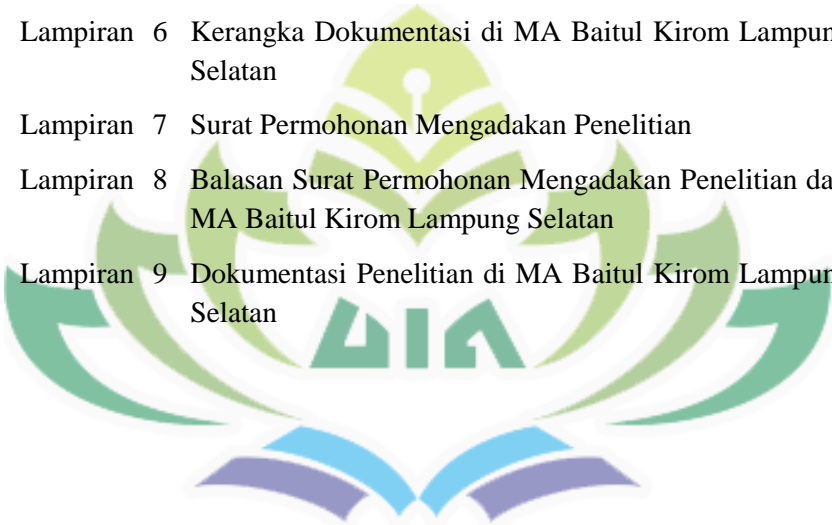 Lampiran 6 Kerangka Dokumentasi di MA Baitul Kirom Lampun
Selatan
Lampiran 7 Surat Permohonan Mengadakan Penelitian
Lampiran 8 Balasan Surat Permohonan Mengadakan Penelitian da
MA Baitul Kirom Lampung Selatan
Lampiran 9 Dokumentasi Penelitian di MA Baitul Kirom Lampun
Selatan
UIN